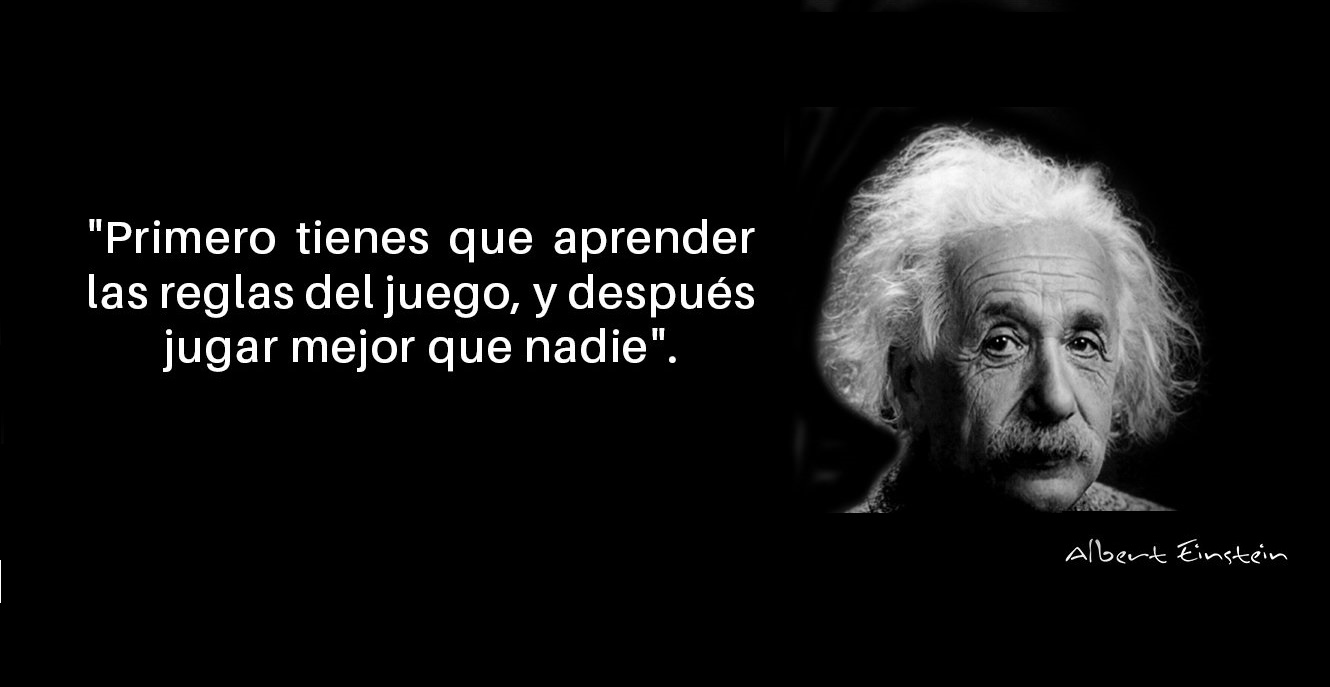 "Primero tienes que aprender
las reglas del juego, y después
jugar mejor que nadie".
Albert Einstein